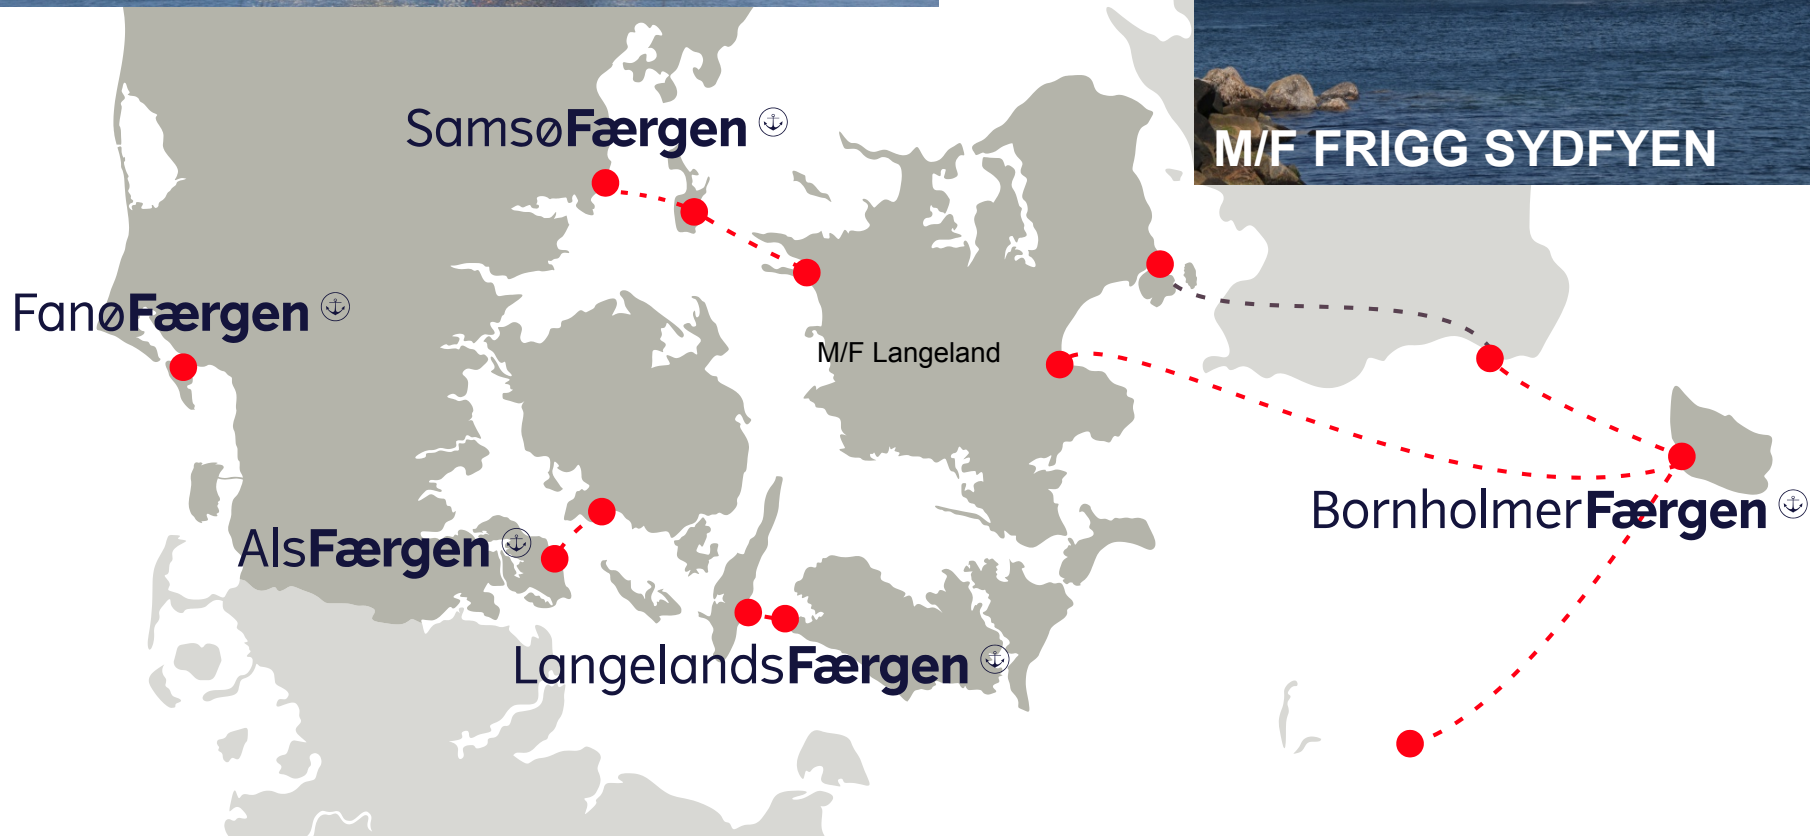 SamsøFærgen
M/F FRIGG SYDFYEN
FanøFærgen
M/F Langeland
BornholmerFærgen
AlsFærgen
LangelandsFærgen